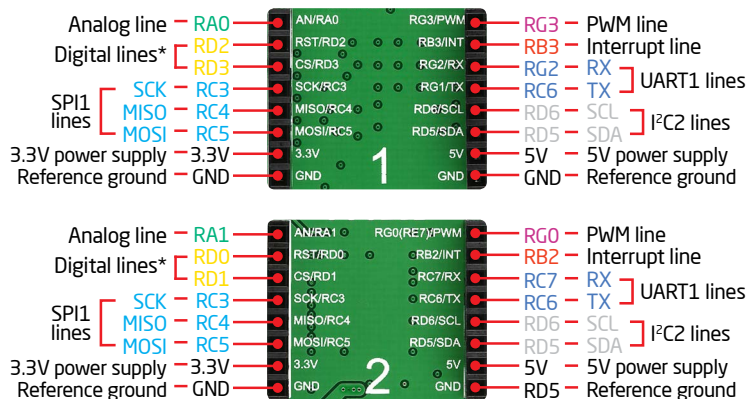 Analog line – RA0 AN/RA0 RG3/PWM RG3 – PWM line
Digital lines* RD2 RST/RD2 RB3/INT RB3 – Interrupt line
RD3 CS/RD3 RG2/RX RG2 – RX UART1 lines
SPI1 lines SCK – RC3 SCK/RC3 RG1/TX RC6 – TX
MISO – RC4 MISO/RC4 RD6/SCL RD6 – SCL I²C2 lines
MOSI – RC5 MOSI/RC5 RD5/SDA RD5 – SDA
3.3V power supply – 3.3V 3.3V 5V 5V – 5V power supply
Reference ground – GND GND 1 GND GND – Reference ground
Analog line – RA1 AN/RA1 RG0(RE7)/PWM RG0 – PWM line
Digital lines* RD0 RST/RD0 RB2/INT RB2 – Interrupt line
RD1 CS/RD1 RC7/RX RC7 – RX UART1 lines
SPI1 lines SCK – RC3 SCK/RC3 RC6/TX RC6 – TX
MISO – RC4 MISO/RC4 RD6/SCL RD6 – SCL I²C2 lines
MOSI – RC5 MOSI/RC5 RD5/SDA RD5 – SDA
3.3V power supply – 3.3V 3.3V 5V 5V – 5V power supply
Reference ground – GND GND 2 GND RD5 – Reference ground